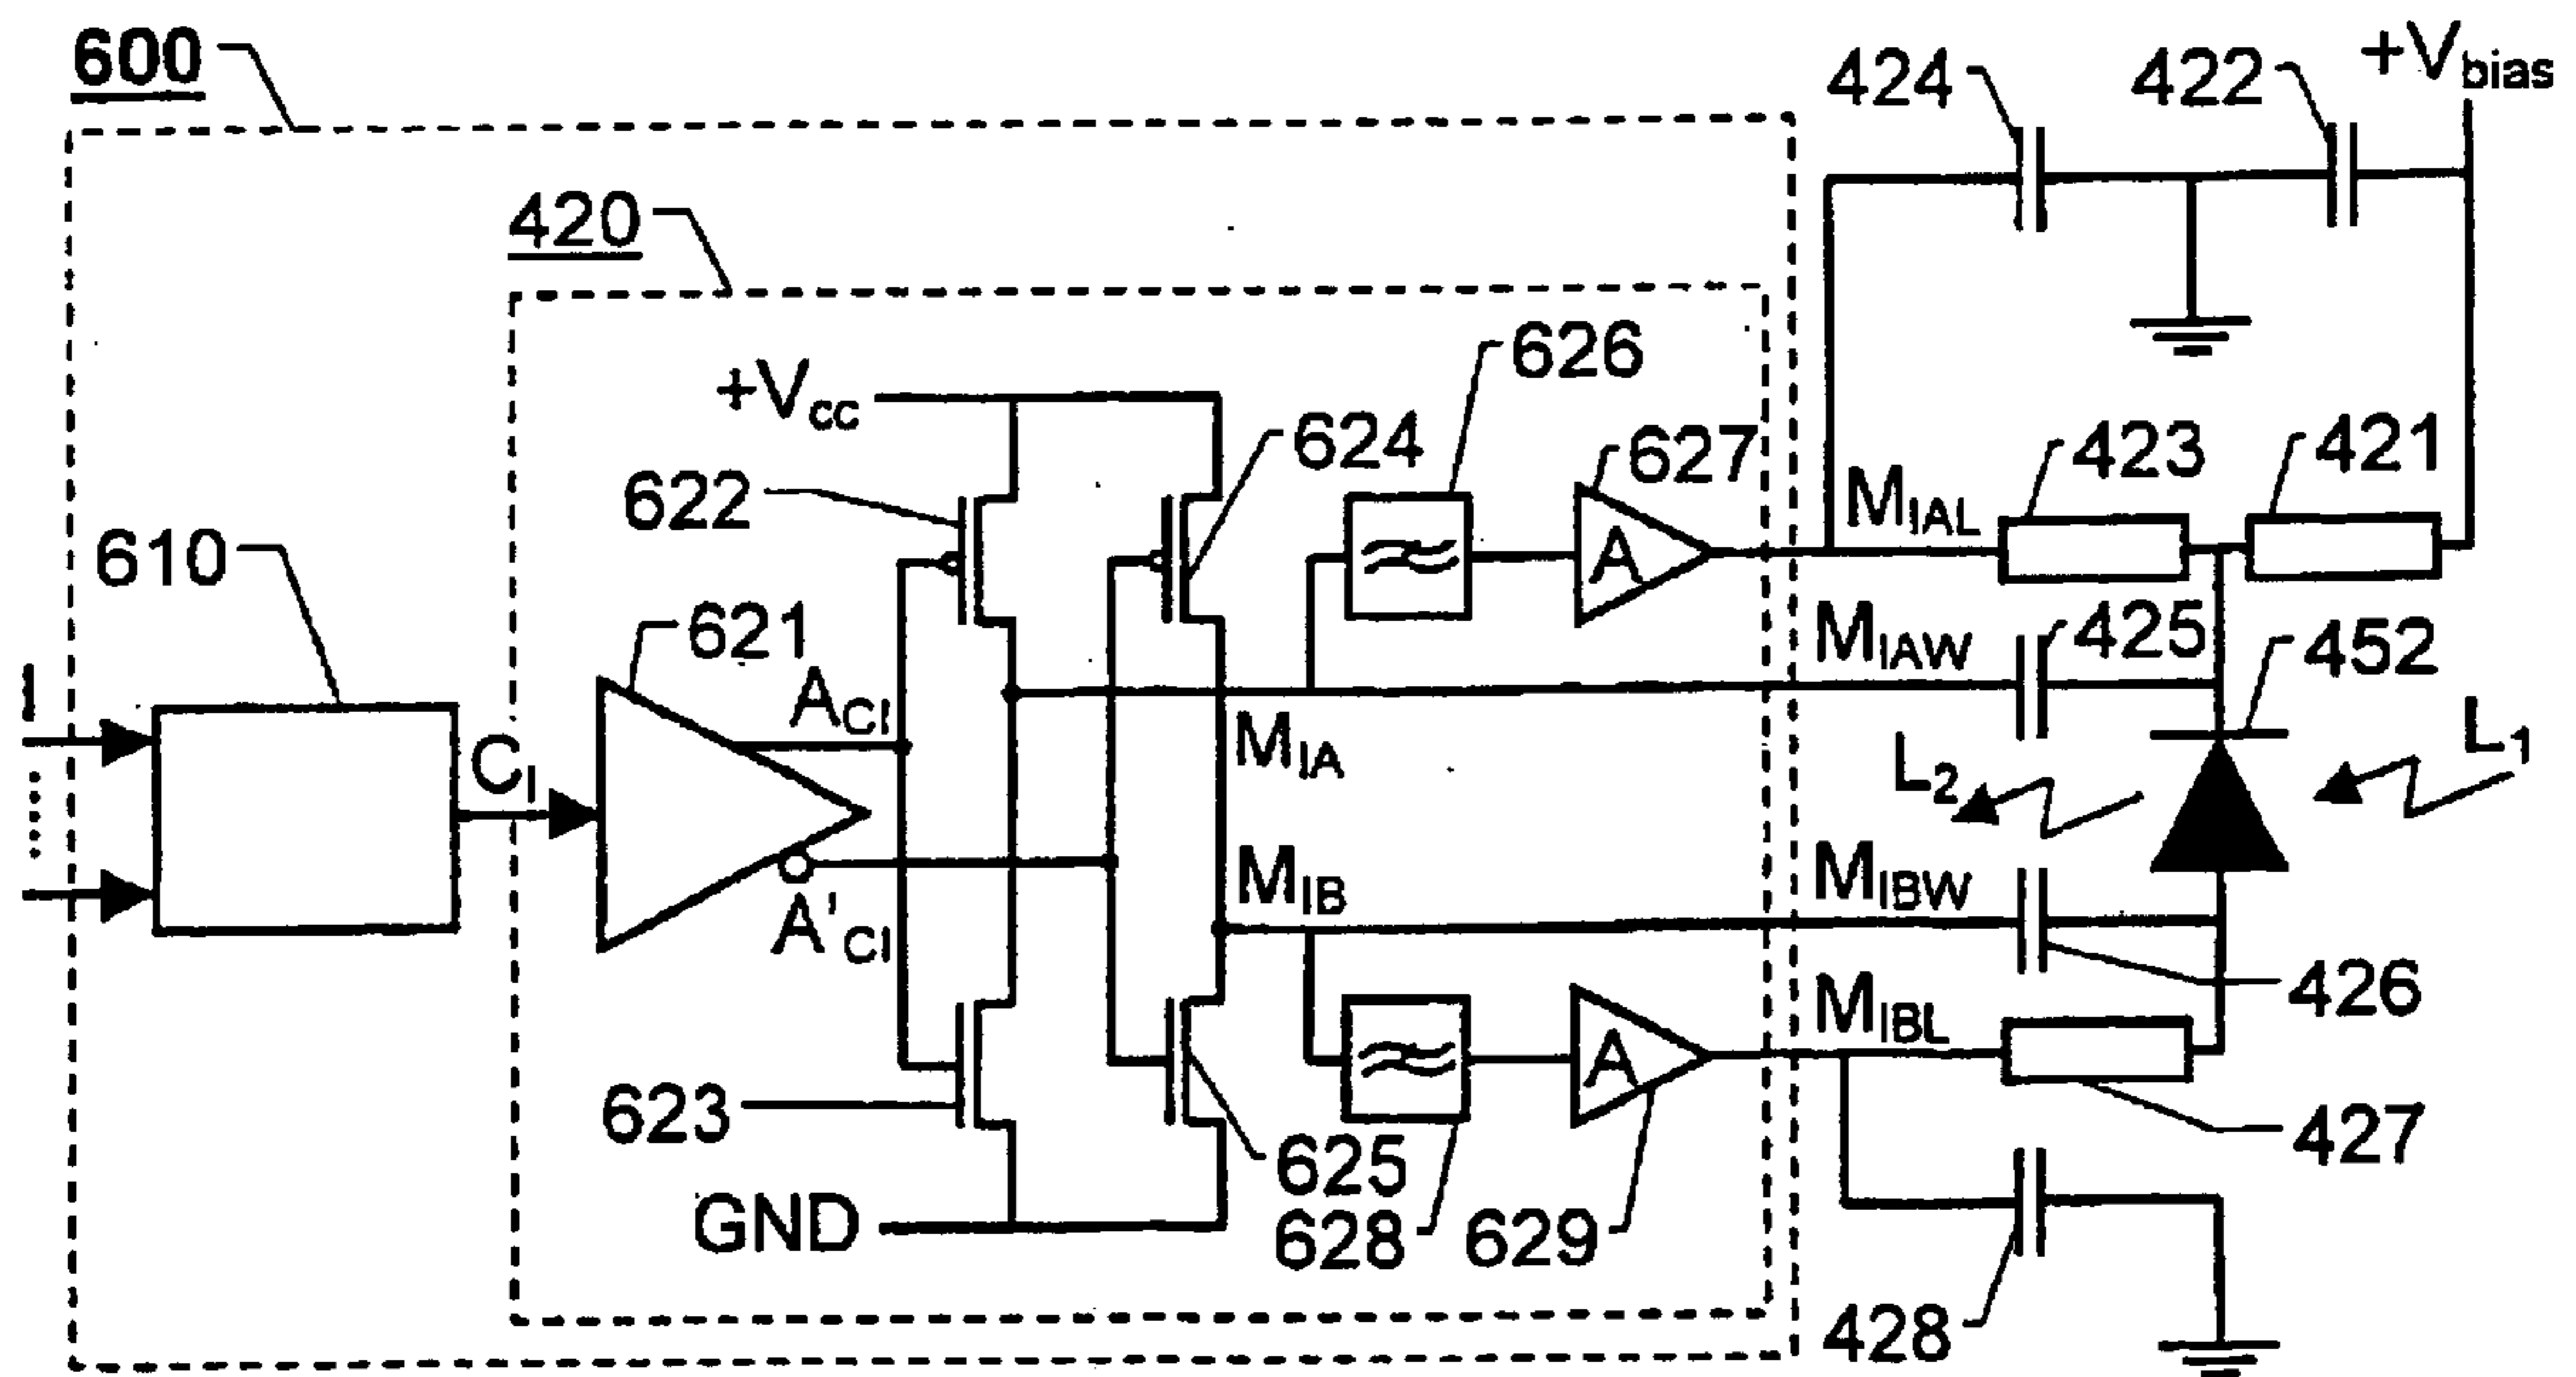 600
424
422
+Vbias
420
+Vcc
626
624
627
MIAL
423
421
622
610
621
ACI
MIAW
425
452
I
CI
MIA
L2
L1
A
A'CI
MIB
MIBW
MIBL
426
A
623
625
427
GND
628
629
428